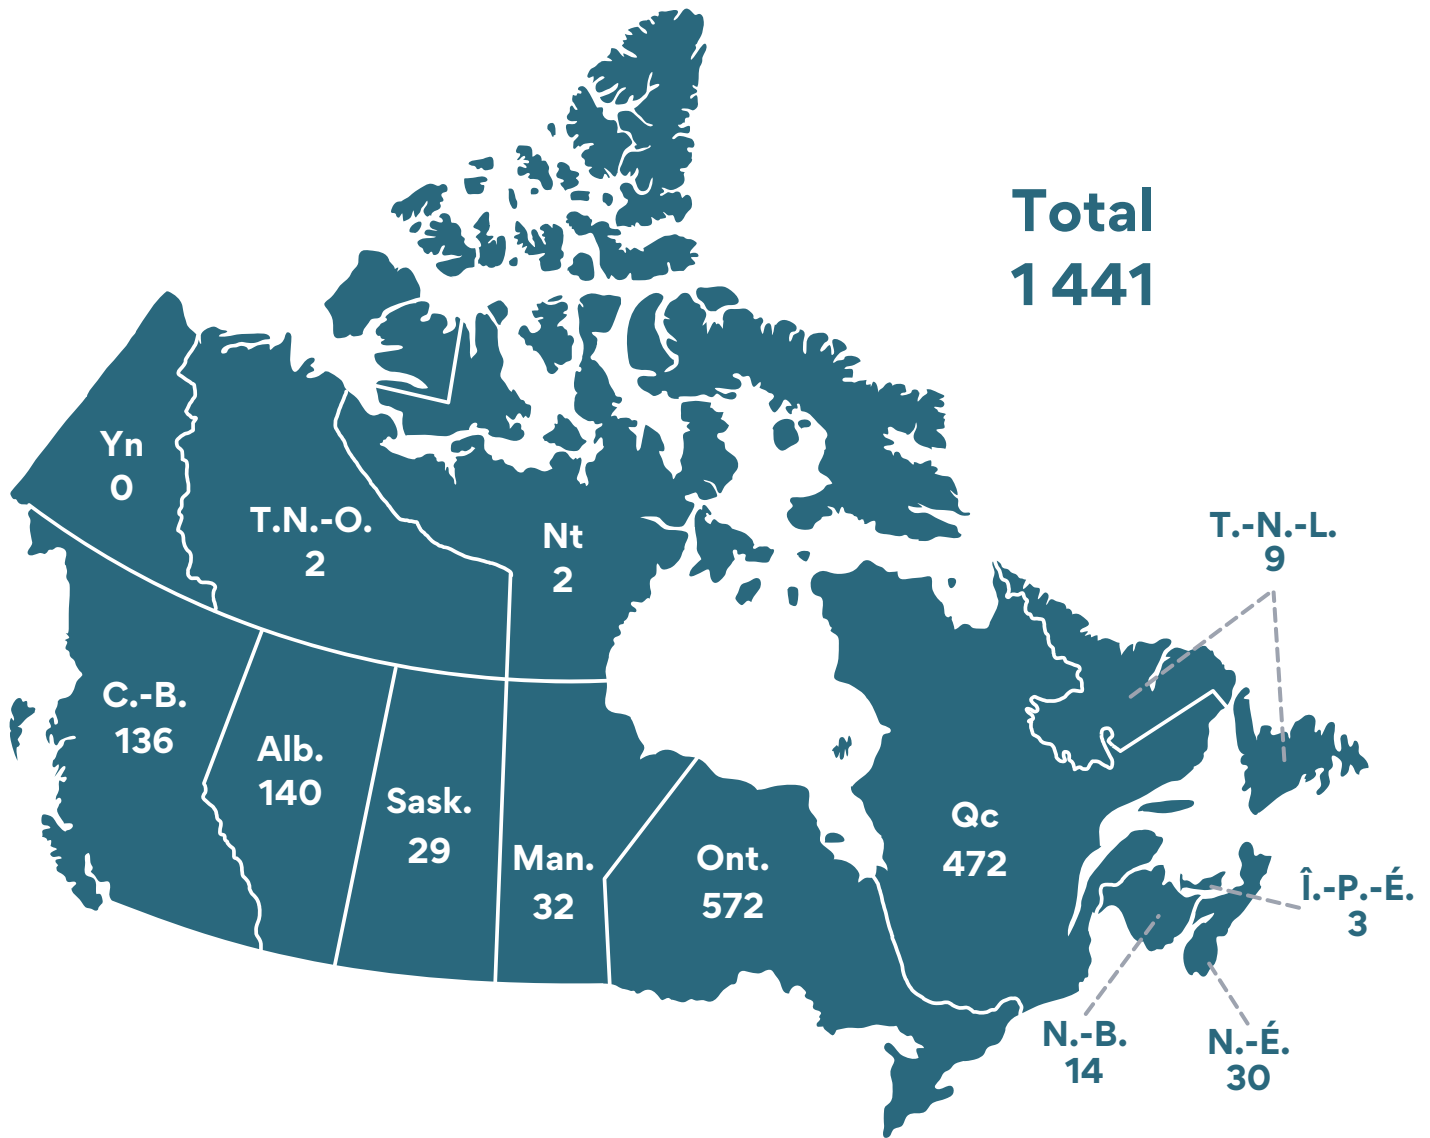 Total
1 441
Yn
0
T.N.-O.
2
Nt
2
T.-N.-L.
9
C.-B.
136
Alb.
140
Sask.
29
Man.
32
Ont.
572
Qc
472
Î.-P.-É.
3
N.-B.
14
N.-É.
30